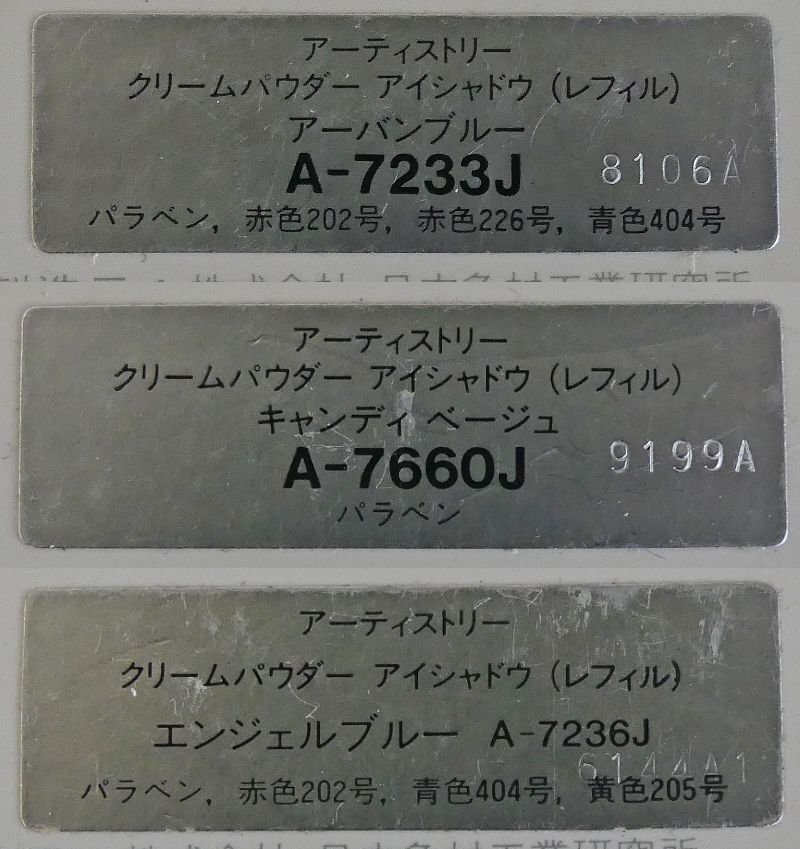 アーティストリー
クリームパウダー アイシャドウ (レフィル)
アーバンブルー
A-7233J 8106A
パラベン, 赤色202号, 赤色226号, 青色404号
アーティストリー
クリームパウダー アイシャドウ (レフィル)
キャンディ ベージュ
A-7660J 9199A
パラベン
アーティストリー
クリームパウダー アイシャドウ (レフィル)
エンジェルブルー A-7236J
6144A1
パラベン, 赤色202号, 青色404号, 黄色205号